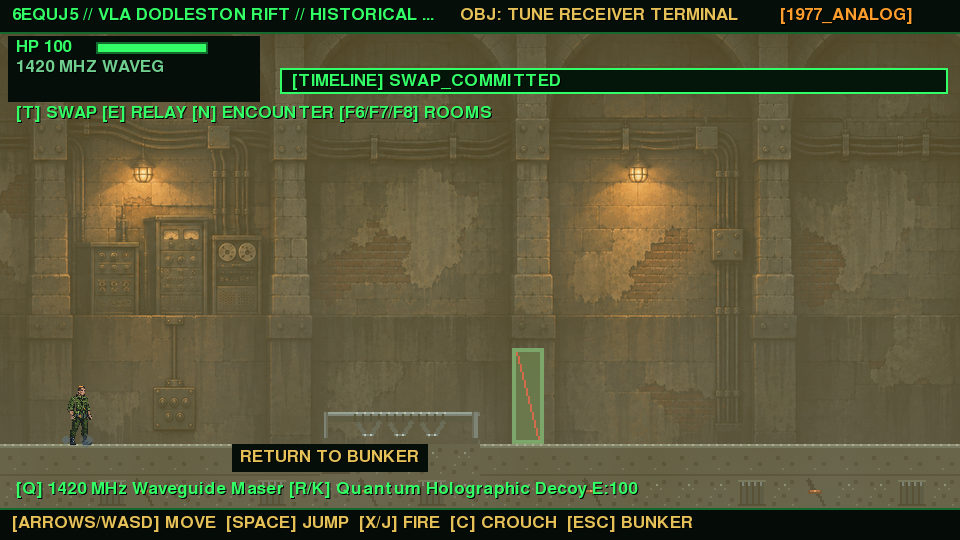 6EQUJ5 // VLA DODLESTON RIFT // HISTORICAL ... OBJ: TUNE RECEIVER TERMINAL [1977_ANALOG]
HP 100
1420 MHZ WAVEG
[TIMELINE] SWAP_COMMITTED
[T] SWAP [E] RELAY [N] ENCOUNTER [F6/F7/F8] ROOMS
RETURN TO BUNKER
[Q] 1420 MHz Waveguide Maser [R/K] Quantum Holographic Decoy E:100
[ARROWS/WASD] MOVE [SPACE] JUMP [X/J] FIRE [C] CROUCH [ESC] BUNKER